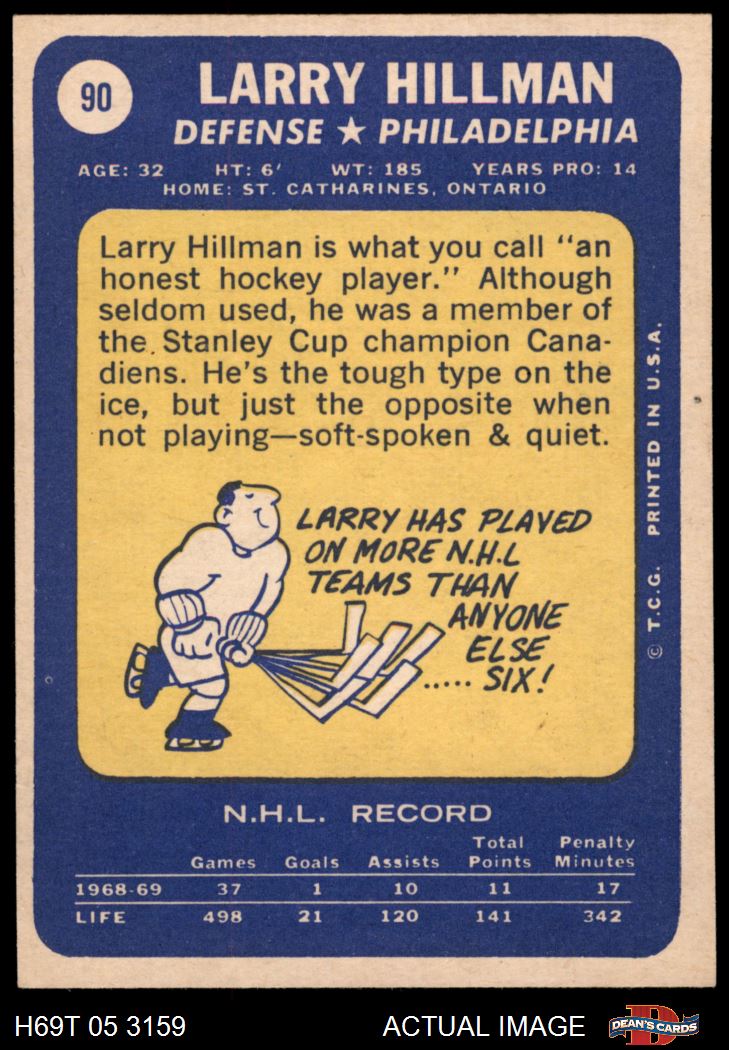 90
LARRY HILLMAN
DEFENSE ★ PHILADELPHIA
AGE: 32 HT: 6' WT: 185 YEARS PRO: 14
HOME: ST. CATHARINES, ONTARIO
Larry Hillman is what you call "an
honest hockey player." Although
seldom used, he was a member of
the Stanley Cup champion Cana-
diens. He's the tough type on the
ice, but just the opposite when
not playing—soft-spoken & quiet.
LARRY HAS PLAYED
ON MORE N.H.L
TEAMS THAN
ANYONE
ELSE
..... SIX!
© T.C.G. PRINTED IN U.S.A.
N.H.L. RECORD
Games Goals Assists Total Points Penalty Minutes
1968-69 37 1 10 11 17
LIFE 498 21 120 141 342
H69T 05 3159 ACTUAL IMAGE
D
DEAN'S CARDS